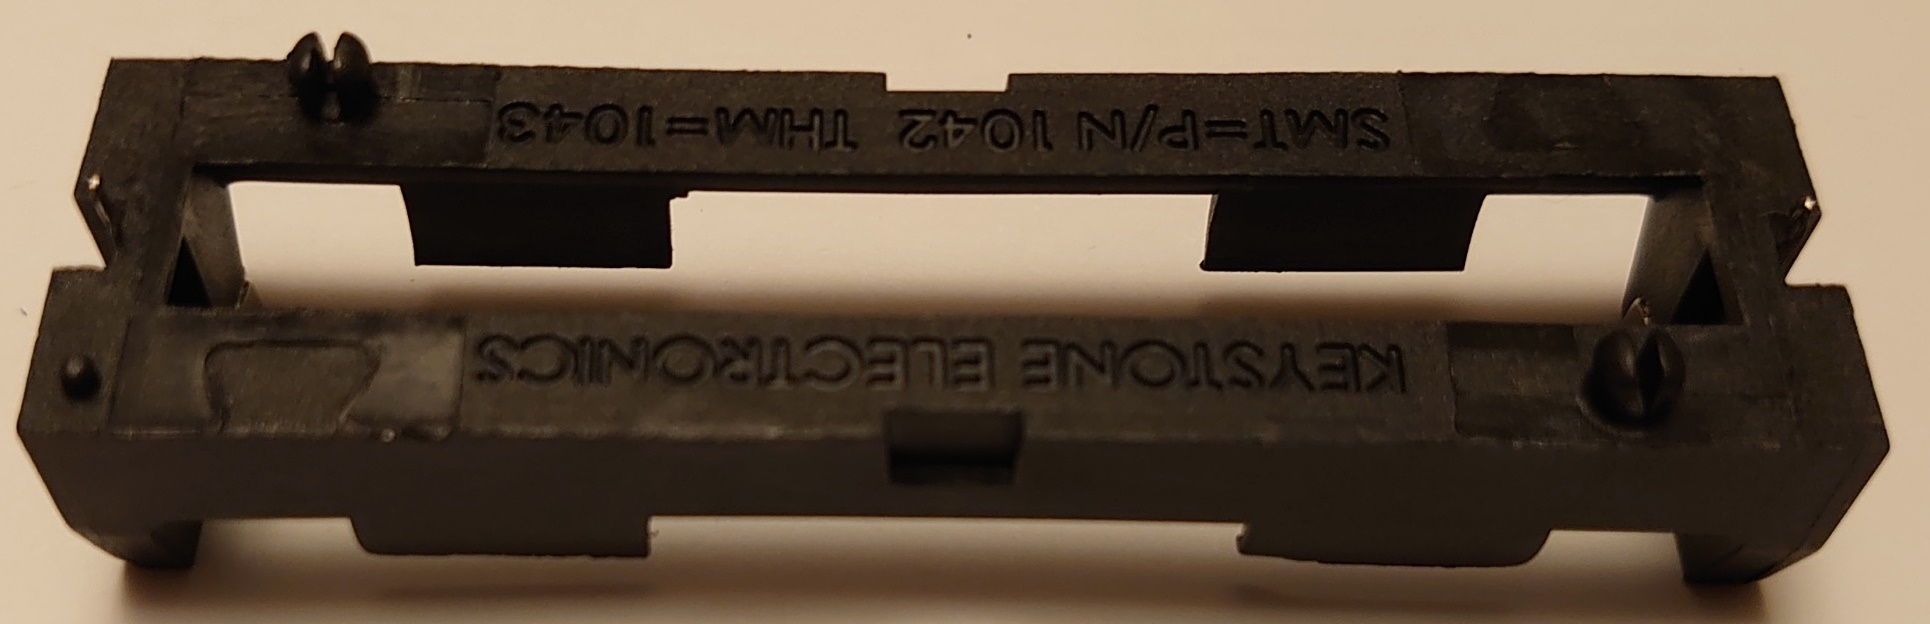 KEYSTONE ELECTRONICS
SMT=P/N 1042 THM=1043